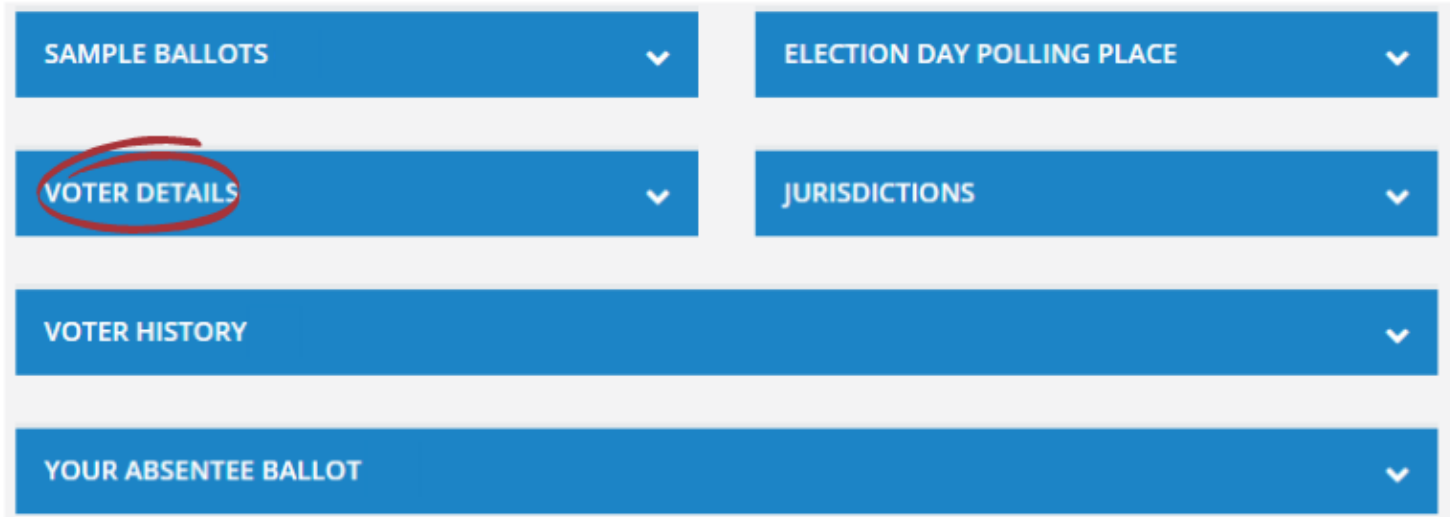 SAMPLE BALLOTS
ELECTION DAY POLLING PLACE
VOTER DETAILS
JURISDICTIONS
VOTER HISTORY
YOUR ABSENTEE BALLOT